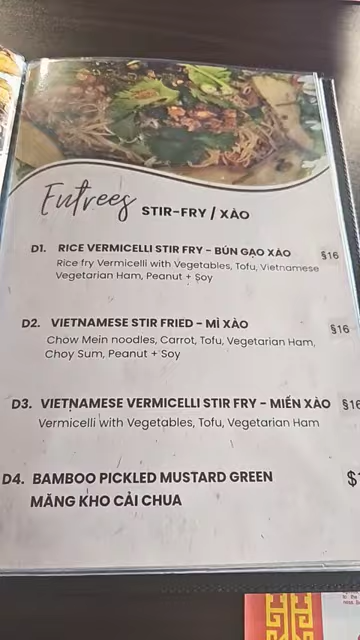 Entrees STIR-FRY / XÀO
D1. RICE VERMICELLI STIR FRY – BÚN GẠO XÀO $16
Rice fry Vermicelli with Vegetables, Tofu, Vietnamese
Vegetarian Ham, Peanut + Soy
D2. VIETNAMESE STIR FRIED – MÌ XÀO $16
Chow Mein noodles, Carrot, Tofu, Vegetarian Ham,
Choy Sum, Peanut + Soy
D3. VIETNAMESE VERMICELLI STIR FRY – MIẾN XÀO $16
Vermicelli with Vegetables, Tofu, Vegetarian Ham
D4. BAMBOO PICKLED MUSTARD GREEN $1
MĂNG KHO CẢI CHUA